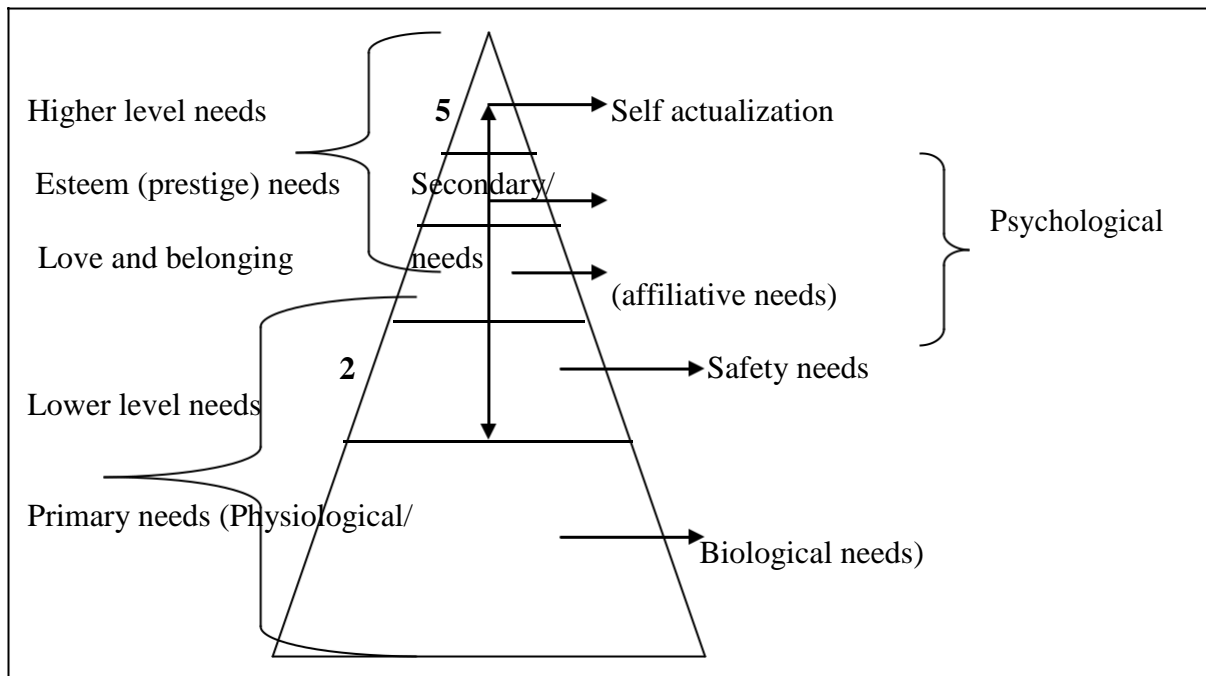 Higher level needs 5 Self actualization
Esteem (prestige) needs Secondary/
Psychological
Love and belonging needs
(affiliative needs)
2 Safety needs
Lower level needs
Primary needs (Physiological/
Biological needs)